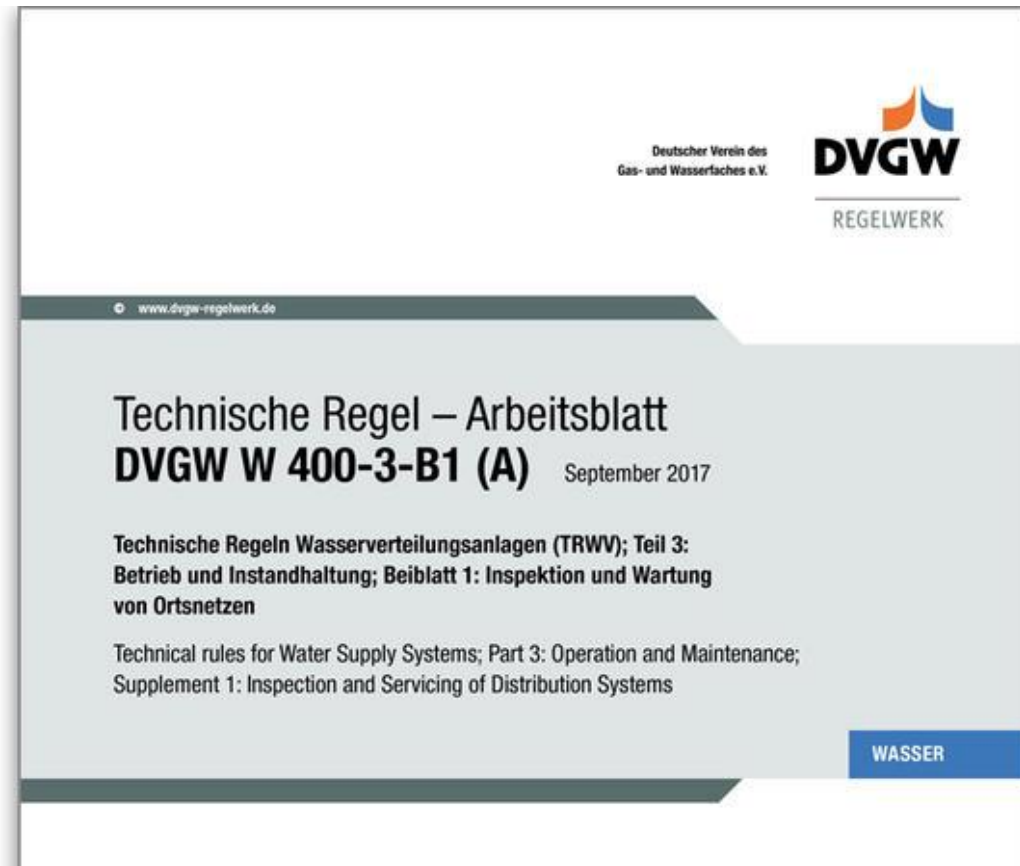 Deutscher Verein des
Gas- und Wasserfaches e.V.
DVGW
REGELWERK
www.dvgw-regelwerk.de
Technische Regel – Arbeitsblatt
DVGW W 400-3-B1 (A) September 2017
Technische Regeln Wasserverteilungsanlagen (TRWV); Teil 3:
Betrieb und Instandhaltung; Beiblatt 1: Inspektion und Wartung
von Ortsnetzen
Technical rules for Water Supply Systems; Part 3: Operation and Maintenance;
Supplement 1: Inspection and Servicing of Distribution Systems
WASSER